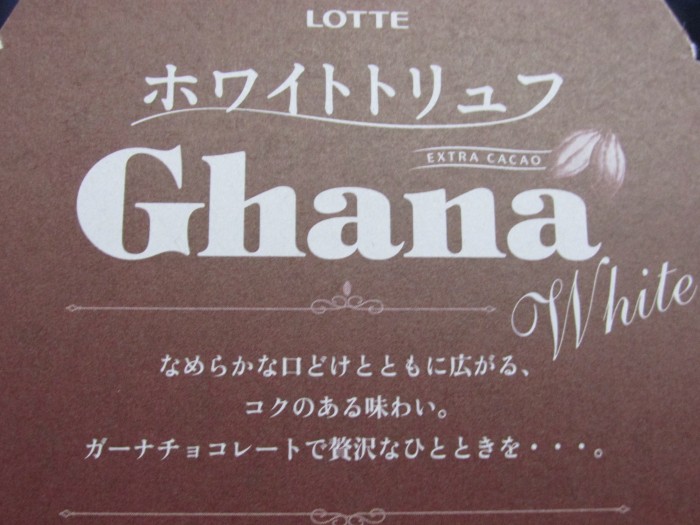 LOTTE
ホワイトトリュフ
EXTRA CACAO
Ghana
White
なめらかな口どけとともに広がる、
コクのある味わい。
ガーナチョコレートで贅沢なひとときを・・・。